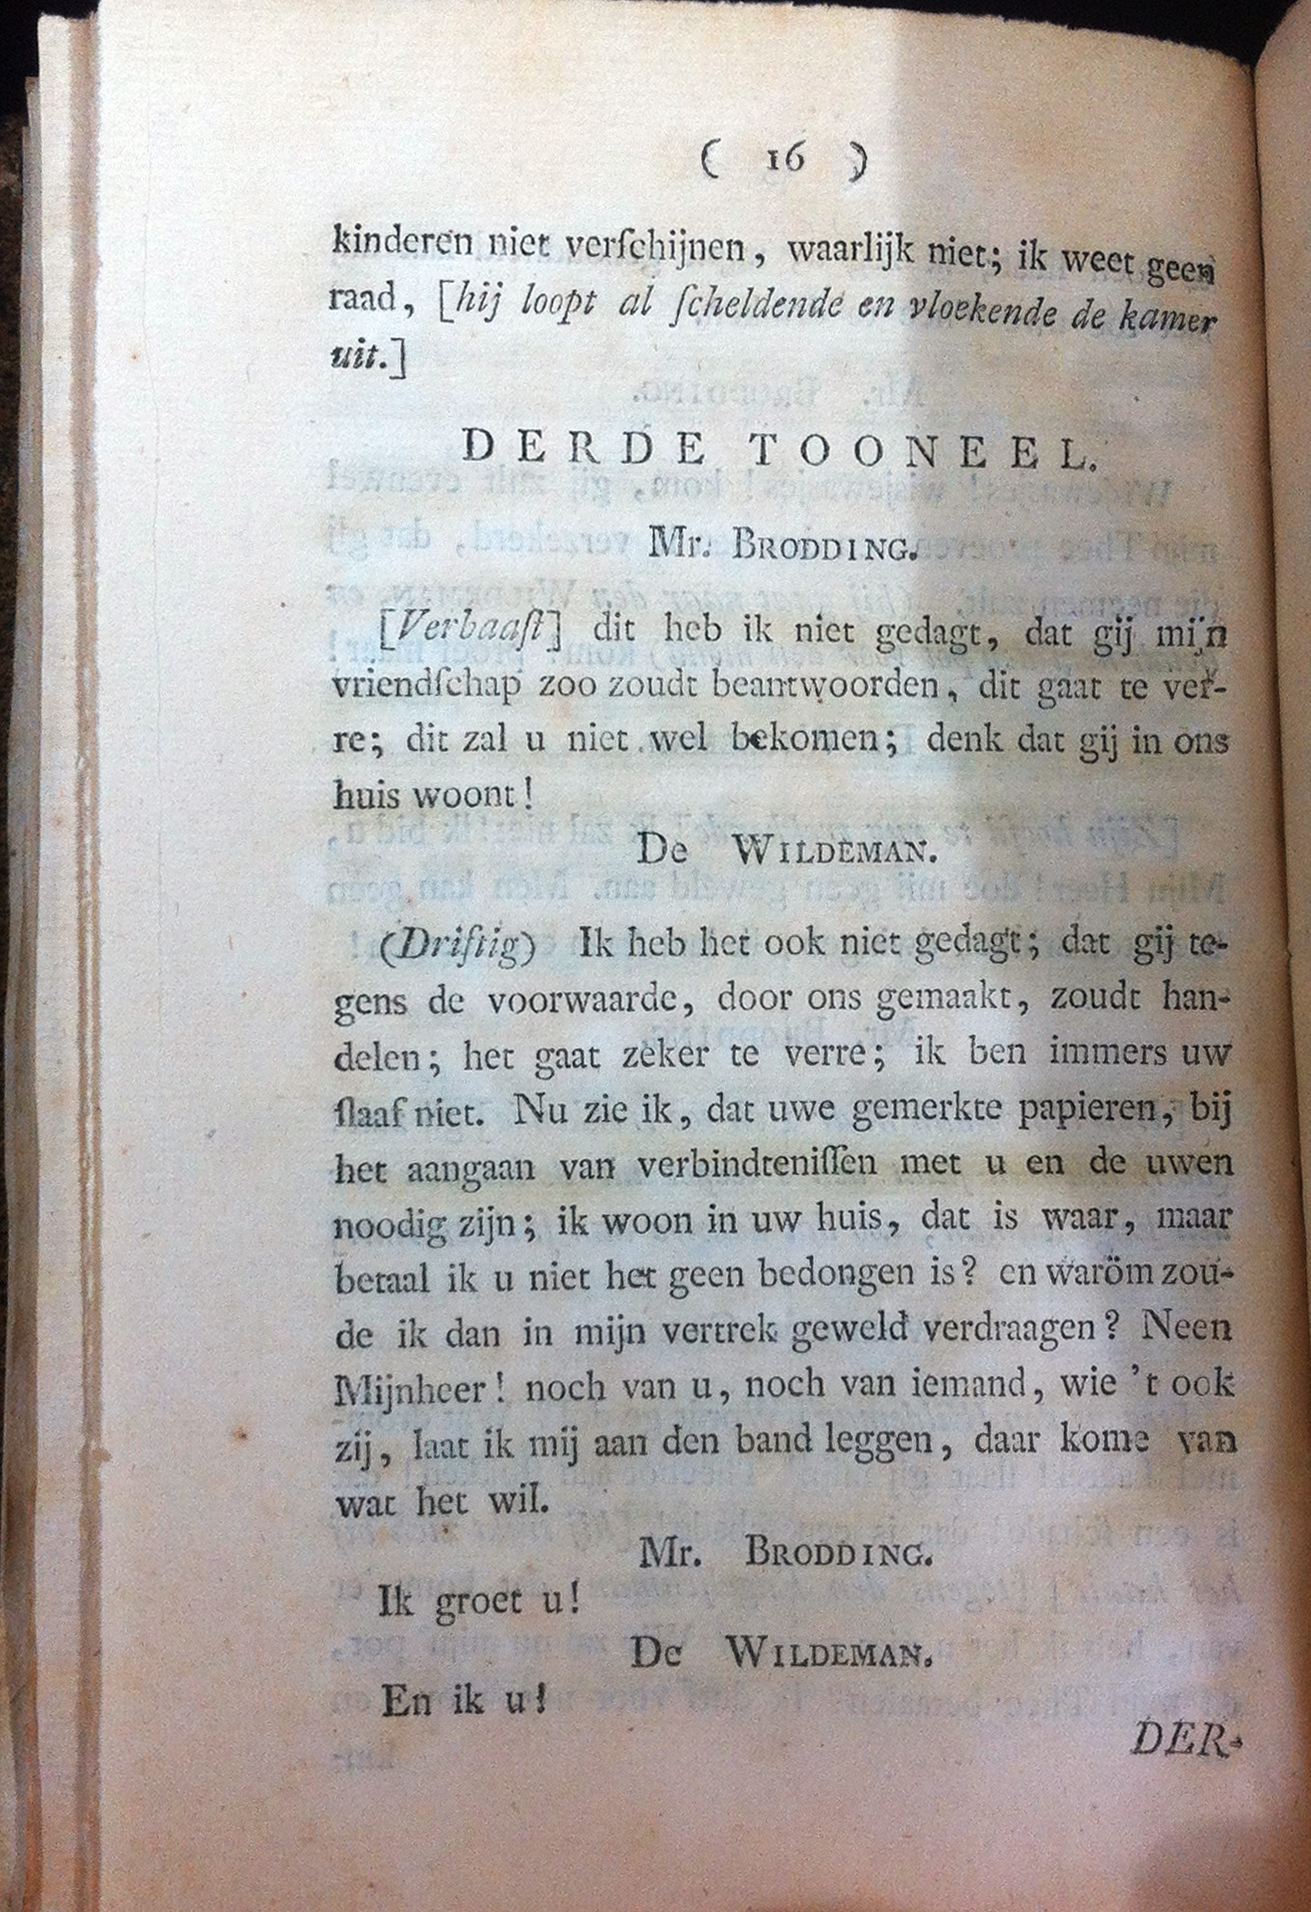 ( 16 )
kinderen niet verſchijnen, waarlijk niet; ik weet geen
raad, [hij loopt al ſcheldende en vloekende de kamer
uit.]
DERDE TOONEEL.
Mr. BRODDING.
[Verbaaſt] dit heb ik niet gedagt, dat gij mijn
vriendſchap zoo zoudt beantwoorden, dit gaat te ver-
re; dit zal u niet wel bekomen; denk dat gij in ons
huis woont!
De WILDEMAN.
(Driftig) Ik heb het ook niet gedagt; dat gij te-
gens de voorwaarde, door ons gemaakt, zoudt han-
delen; het gaat zeker te verre; ik ben immers uw
ſlaaf niet. Nu zie ik, dat uwe gemerkte papieren, bij
het aangaan van verbindteniſſen met u en de uwen
noodig zijn; ik woon in uw huis, dat is waar, maar
betaal ik u niet het geen bedongen is? en waröm zou-
de ik dan in mijn vertrek geweld verdraagen? Neen
Mijnheer! noch van u, noch van iemand, wie 't ook
zij, laat ik mij aan den band leggen, daar kome van
wat het wil.
Mr. BRODDING.
Ik groet u!
De WILDEMAN.
En ik u!
DER-